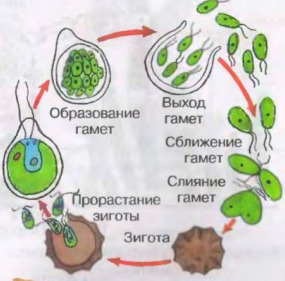 Образование
гамет
Выход
гамет
Сближение
гамет
Слияние
гамет
Зигота
Прорастание
зиготы